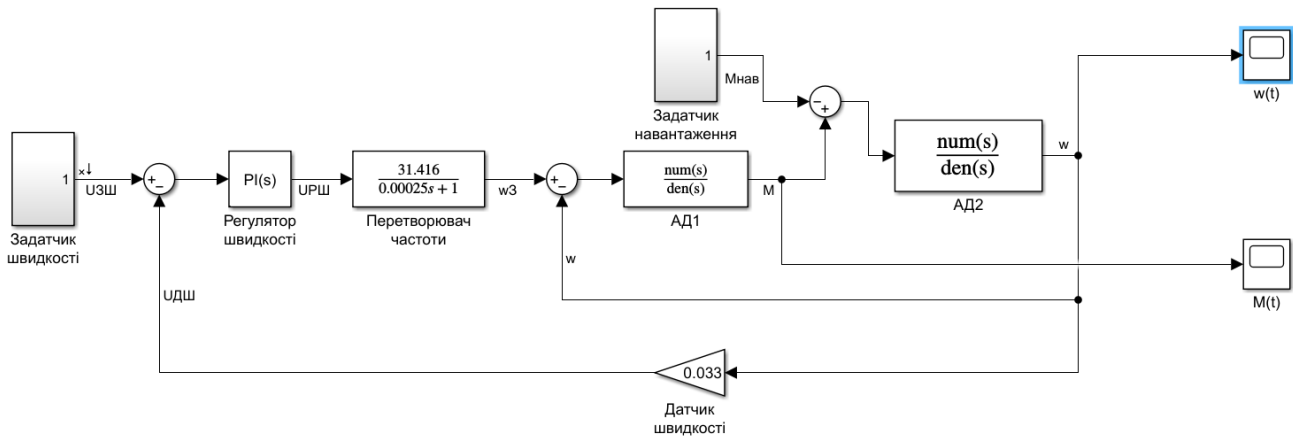 1
Mнав
Задатчик
навантаження
w(t)
1
UЗШ
Задатчик
швидкості
PI(s)
UРШ
Регулятор
швидкості
31.416
0.00025s + 1
wЗ
Перетворювач
частоти
num(s)
den(s)
M
АД1
num(s)
den(s)
w
АД2
w
UДШ
M(t)
0.033
Датчик
швидкості